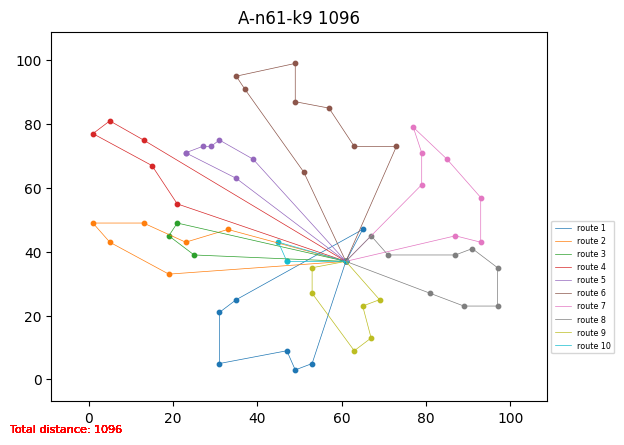 A-n61-k9 1096
100
80
60
40
20
0
0 20 40 60 80 100
route 1
route 2
route 3
route 4
route 5
route 6
route 7
route 8
route 9
route 10
Total distance: 1096